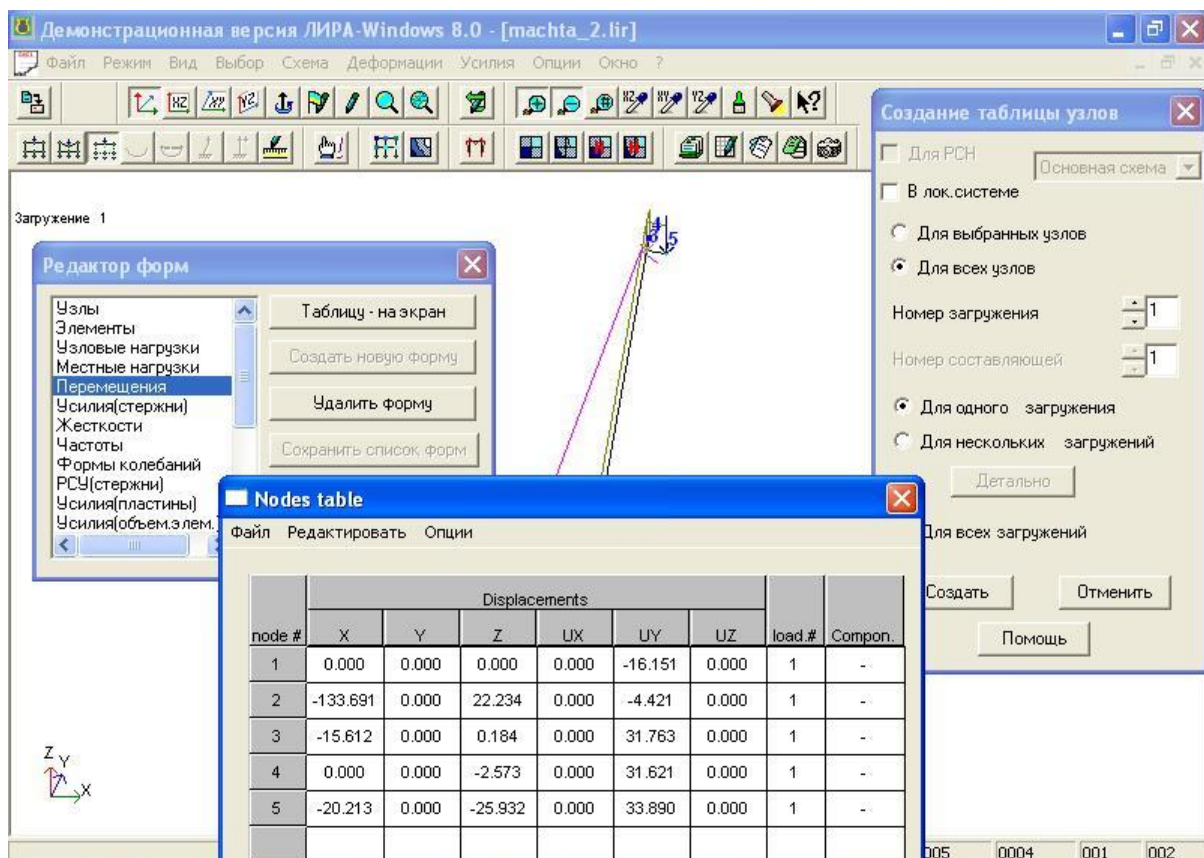 Демонстрационная версия ЛИРА-Windows 8.0 - [machta_2.lir]
Файл Режим Вид Выбор Схема Деформации Усилия Опции Окно ?
Загружение 1
5
Редактор форм
Узлы
Элементы
Узловые нагрузки
Местные нагрузки
Перемещения
Усилия(стержни)
Жесткости
Частоты
Формы колебаний
РСУ(стержни)
Усилия(пластины)
Усилия(объем.элем.
Таблицу - на экран
Создать новую форму
Удалить форму
Сохранить список форм
Создание таблицы узлов
Для РСН Основная схема
В лок.системе
Для выбранных узлов
Для всех узлов
Номер загружения 1
Номер составляющей 1
Для одного загружения
Для нескольких загружений
Детально
Для всех загружений
Создать Отменить
Помощь
Nodes table
Файл Редактировать Опции
Displacements
node # X Y Z UX UY UZ load.# Compon.
1 0.000 0.000 0.000 0.000 -16.151 0.000 1 -
2 -133.691 0.000 22.234 0.000 -4.421 0.000 1 -
3 -15.612 0.000 0.184 0.000 31.763 0.000 1 -
4 0.000 0.000 -2.573 0.000 31.621 0.000 1 -
5 -20.213 0.000 -25.932 0.000 33.890 0.000 1 -
Z Y
X
005 0004 001 002